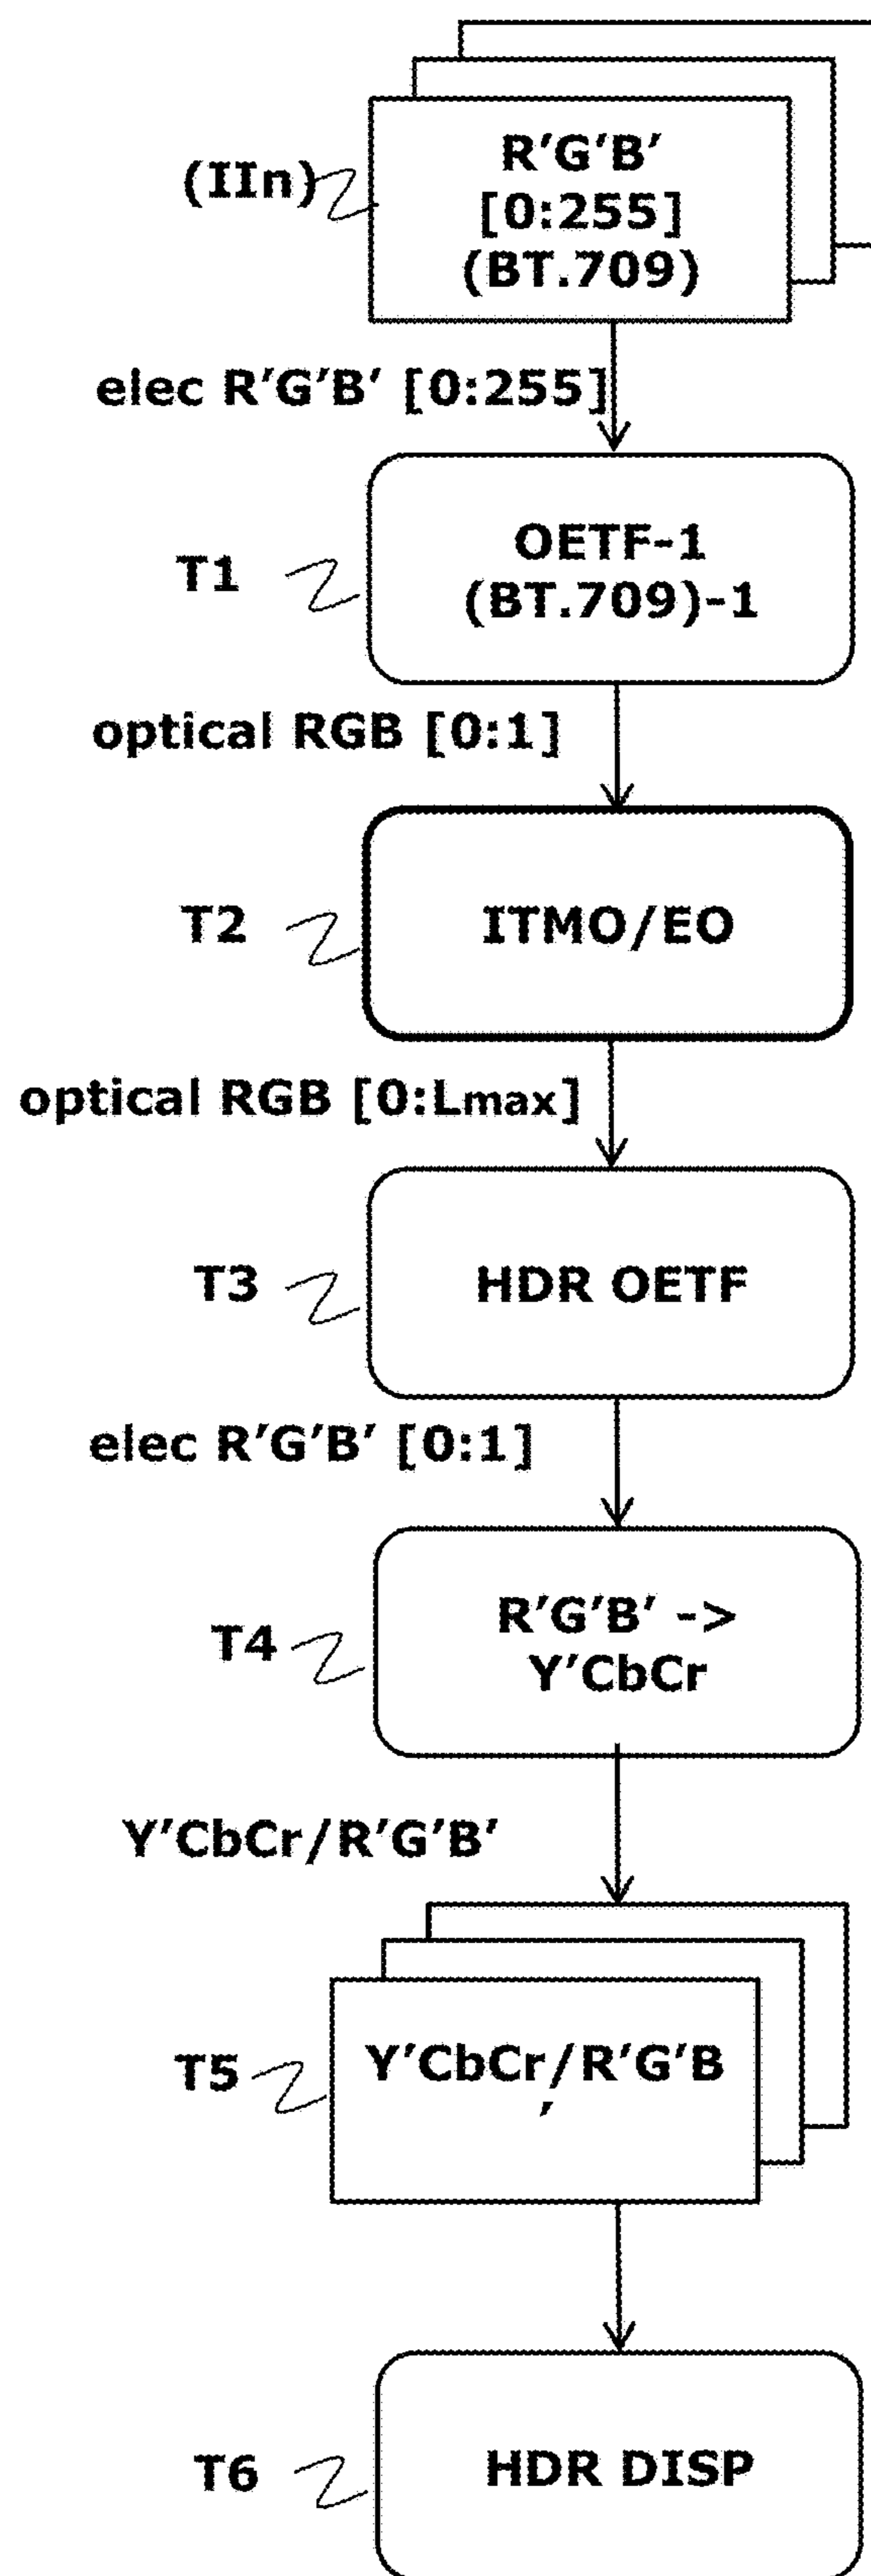 (IIn)
R'G'B'
[0:255]
(BT.709)
elec R'G'B' [0:255]
T1
OETF-1
(BT.709)-1
optical RGB [0:1]
T2
ITMO/EO
optical RGB [0:Lmax]
T3
HDR OETF
elec R'G'B' [0:1]
T4
R'G'B' ->
Y'CbCr
Y'CbCr/R'G'B'
T5
Y'CbCr/R'G'B
'
T6
HDR DISP